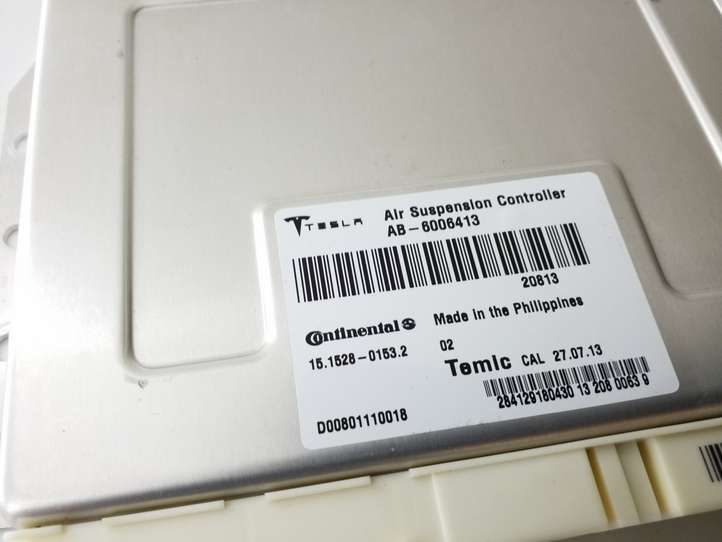 TESLA Air Suspension Controller
AB-6006413
20813
Continental Made in the Philippines
15.1528-0153.2 02
Temic CAL 27.07.13
284129180430 13 208 0063 9
D00801110018